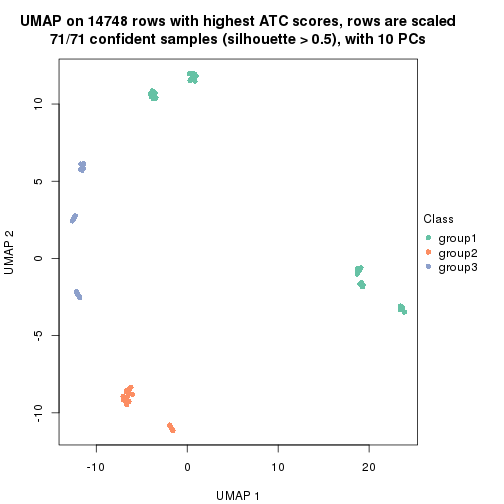 UMAP on 14748 rows with highest ATC scores, rows are scaled
71/71 confident samples (silhouette > 0.5), with 10 PCs
10
5
0
-5
-10
UMAP 2
-10
0
10
20
UMAP 1
Class
group1
group2
group3